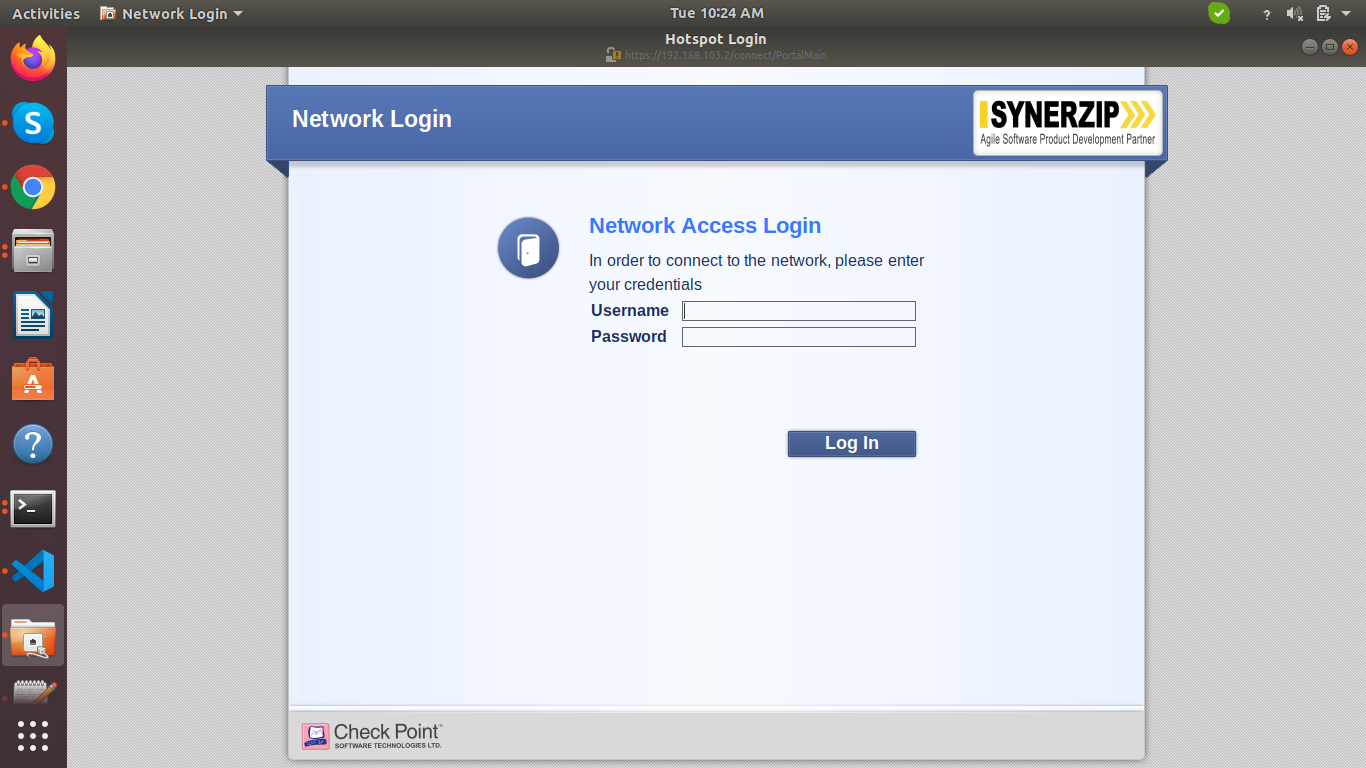 Activities
Network Login
Tue 10:24 AM
?
Hotspot Login
https://192.168.103.2/connect/PortalMain
Network Login
SYNERZIP
Agile Software Product Development Partner
Network Access Login
In order to connect to the network, please enter
your credentials
Username
Password
Log In
Check Point™
SOFTWARE TECHNOLOGIES LTD.